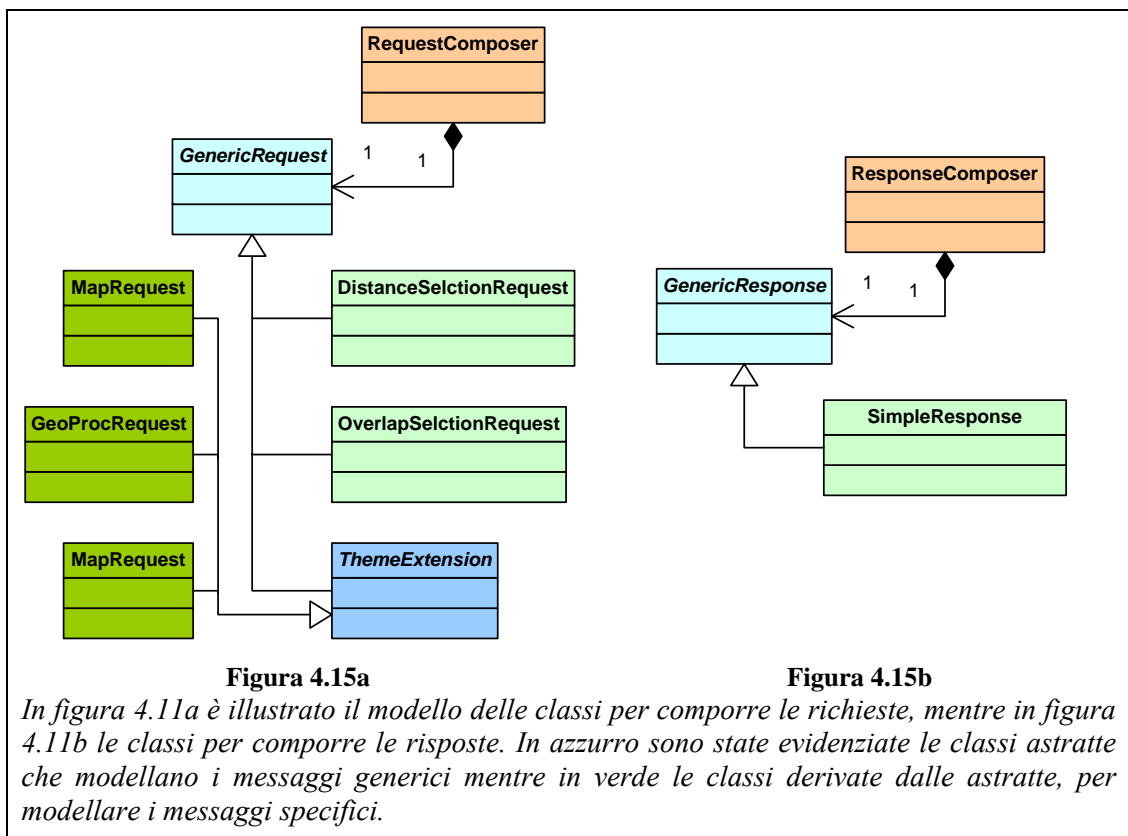 RequestComposer
GenericRequest
1
1
MapRequest
DistanceSelctionRequest
GeoProcRequest
OverlapSelctionRequest
MapRequest
ThemeExtension
ResponseComposer
GenericResponse
1
1
SimpleResponse
Figura 4.15a
Figura 4.15b
In figura 4.11a è illustrato il modello delle classi per comporre le richieste, mentre in figura
4.11b le classi per comporre le risposte. In azzurro sono state evidenziate le classi astratte
che modellano i messaggi generici mentre in verde le classi derivate dalle astratte, per
modellare i messaggi specifici.